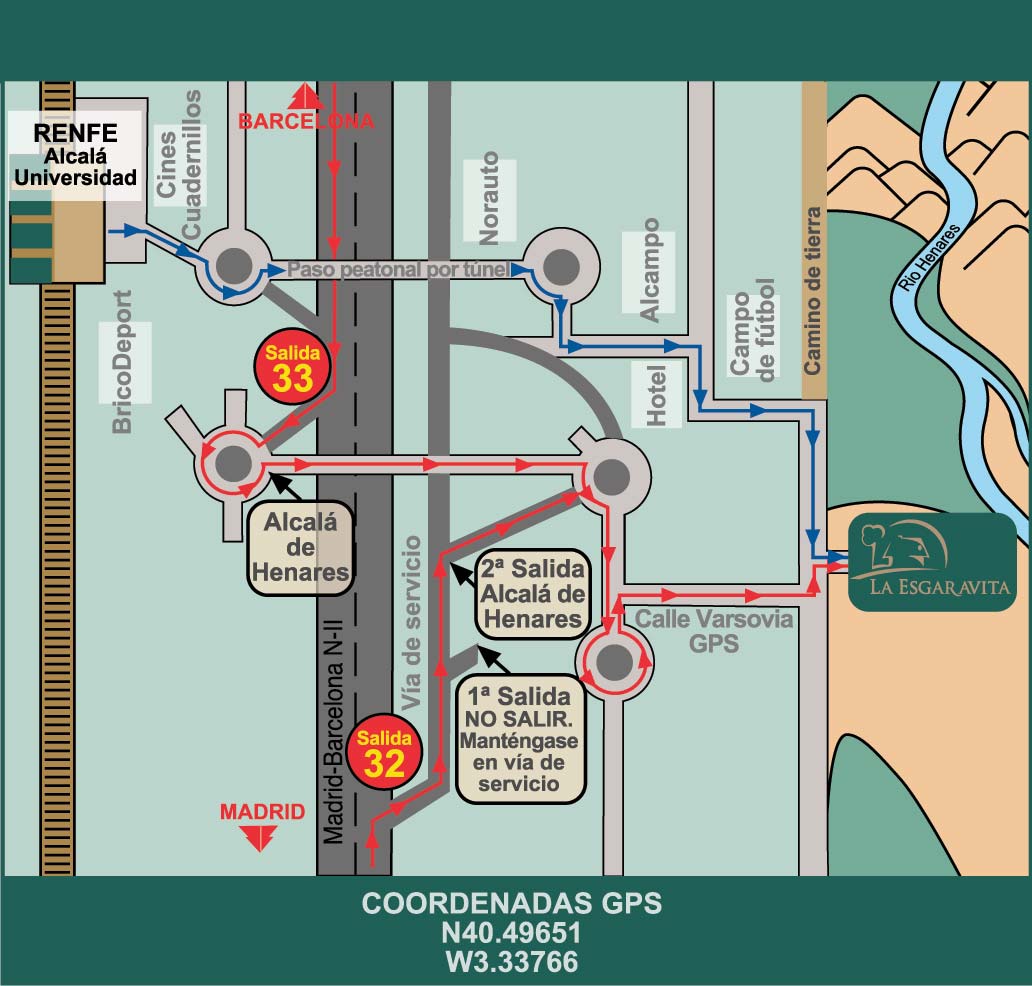 RENFE
Alcalá
Universidad
Cines
Cuadernillos
BARCELONA
Norauto
Paso peatonal por túnel
Alcampo
Campo
de fútbol
Camino de tierra
Rio Henares
BricoDeport
Salida
33
Hotel
Alcalá
de
Henares
Vía de servicio
2ª Salida
Alcalá de
Henares
LA ESGARAVITA
Calle Varsovia
GPS
Madrid-Barcelona N-II
1ª Salida
NO SALIR.
Manténgase
en vía de
servicio
Salida
32
MADRID
COORDENADAS GPS
N40.49651
W3.33766